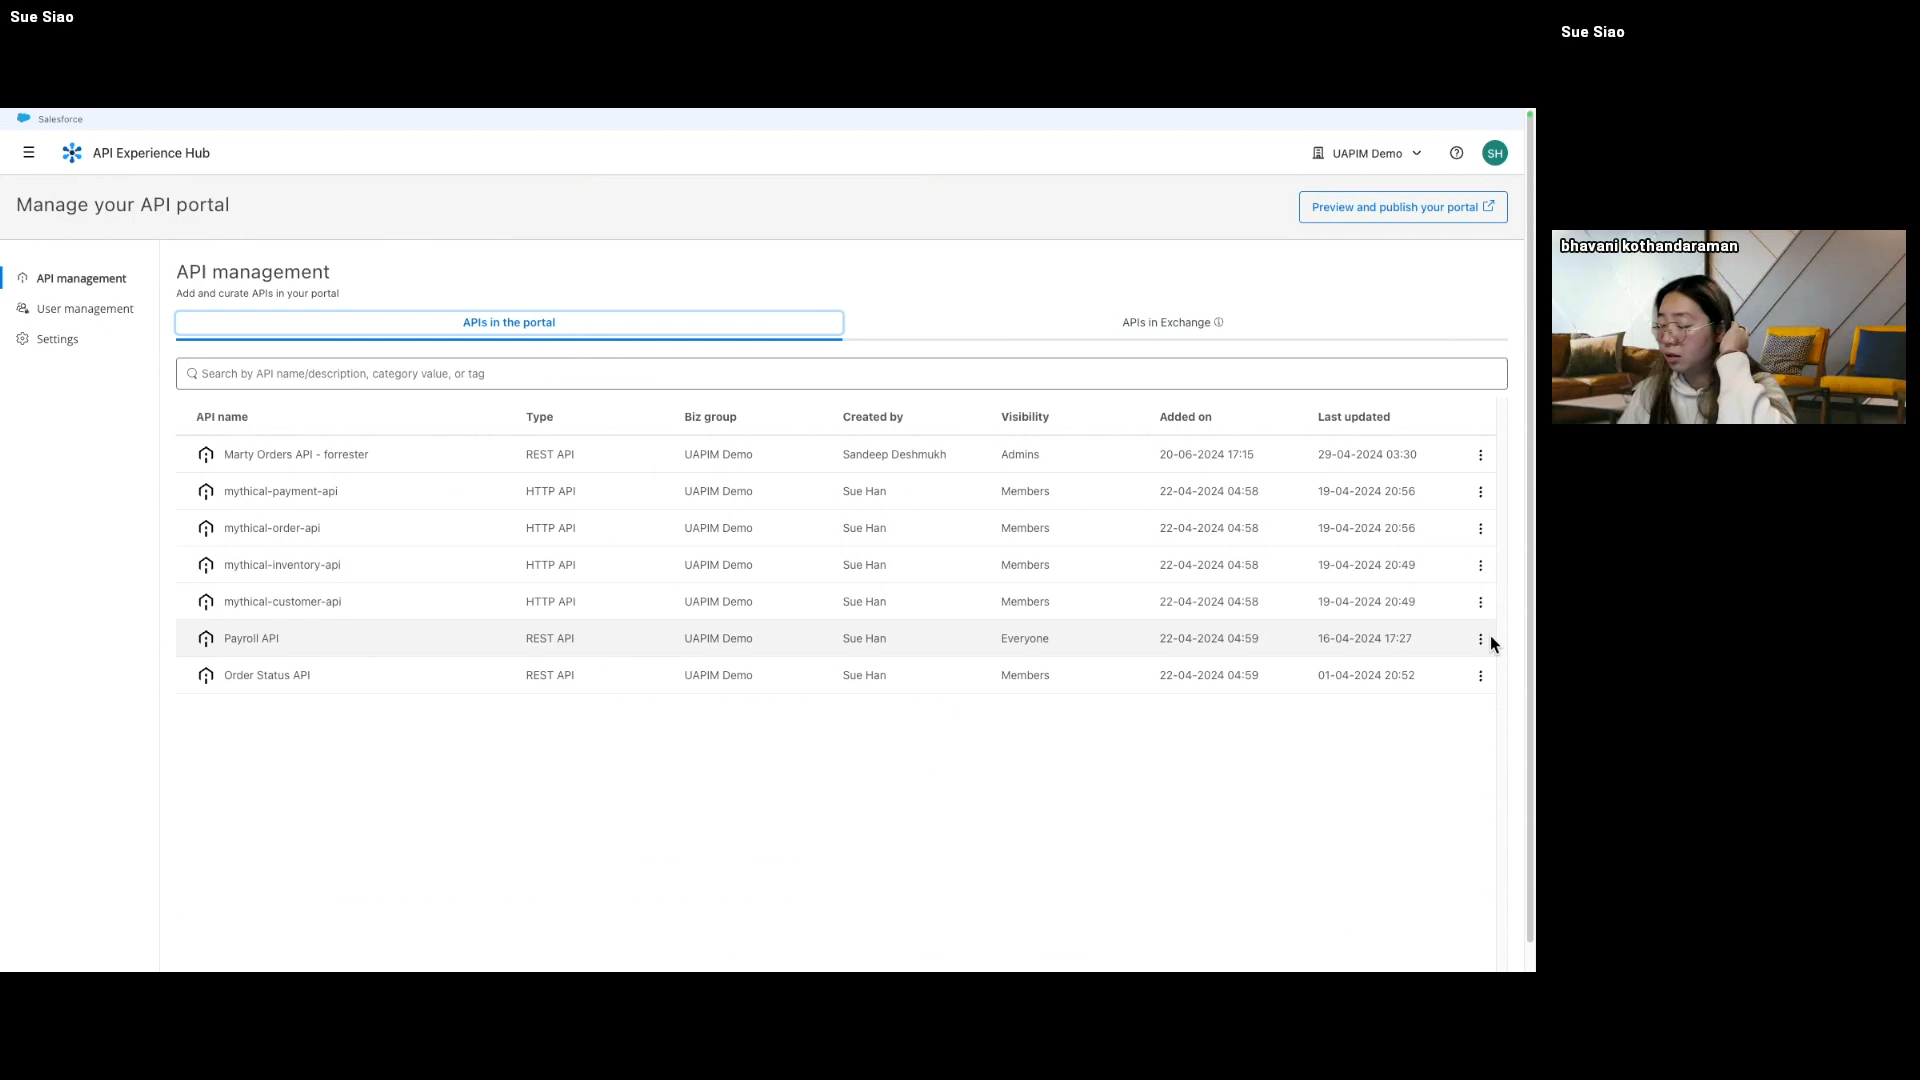 Sue Siao
Sue Siao
Salesforce
API Experience Hub
UAPIM Demo
SH
Manage your API portal
Preview and publish your portal
API management
User management
Settings
API management
Add and curate APIs in your portal
APIs in the portal
APIs in Exchange
Search by API name/description, category value, or tag
API name Type Biz group Created by Visibility Added on Last updated
Marty Orders API - forrester REST API UAPIM Demo Sandeep Deshmukh Admins 20-06-2024 17:15 29-04-2024 03:30
mythical-payment-api HTTP API UAPIM Demo Sue Han Members 22-04-2024 04:58 19-04-2024 20:56
mythical-order-api HTTP API UAPIM Demo Sue Han Members 22-04-2024 04:58 19-04-2024 20:56
mythical-inventory-api HTTP API UAPIM Demo Sue Han Members 22-04-2024 04:58 19-04-2024 20:49
mythical-customer-api HTTP API UAPIM Demo Sue Han Members 22-04-2024 04:58 19-04-2024 20:49
Payroll API REST API UAPIM Demo Sue Han Everyone 22-04-2024 04:59 16-04-2024 17:27
Order Status API REST API UAPIM Demo Sue Han Members 22-04-2024 04:59 01-04-2024 20:52
bhavani kothandaraman